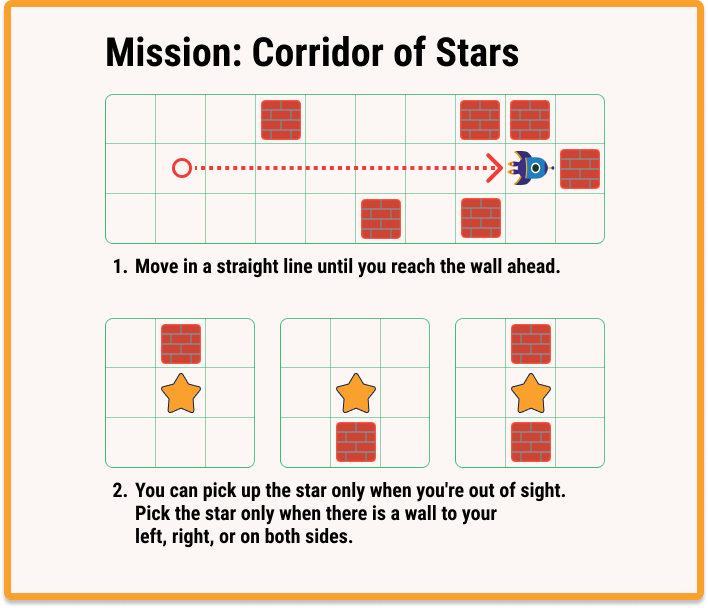 Mission: Corridor of Stars
1. Move in a straight line until you reach the wall ahead.
2. You can pick up the star only when you're out of sight.
Pick the star only when there is a wall to your
left, right, or on both sides.